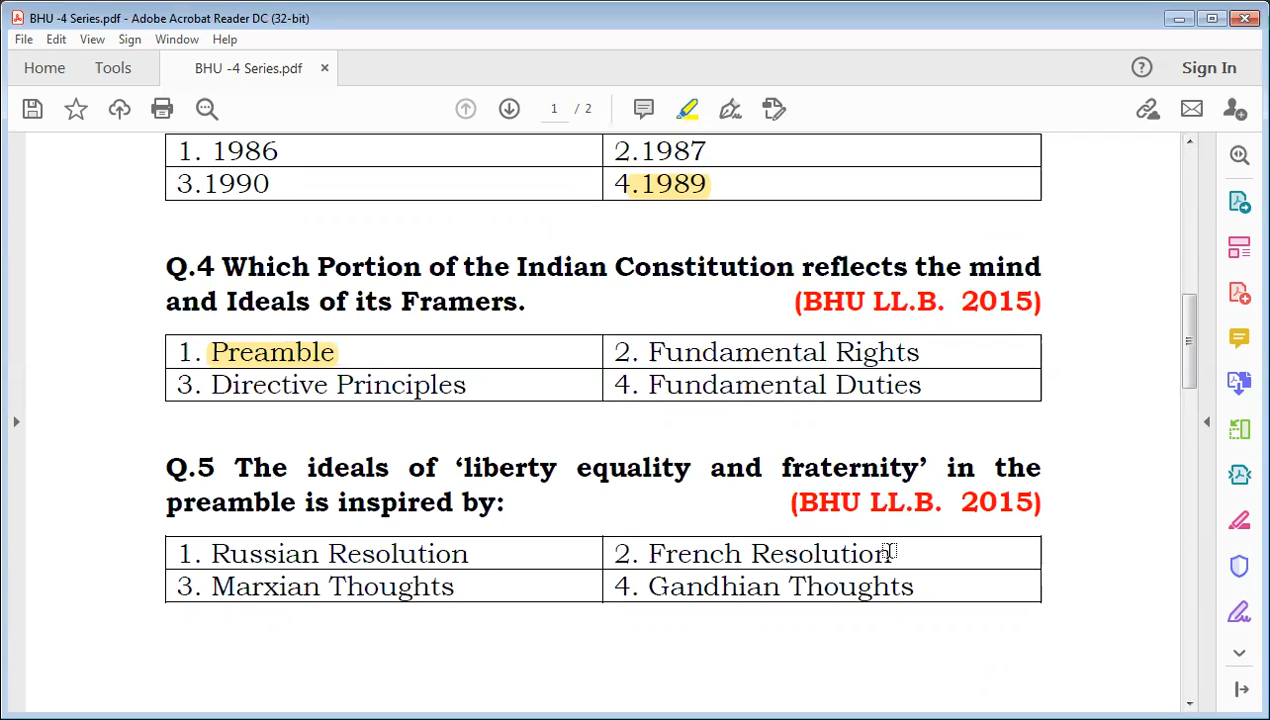 BHU -4 Series.pdf - Adobe Acrobat Reader DC (32-bit)
File Edit View Sign Window Help
Home Tools BHU -4 Series.pdf × Sign In
1 / 2
1. 1986 2.1987
3.1990 4.1989
Q.4 Which Portion of the Indian Constitution reflects the mind
and Ideals of its Framers. (BHU LL.B. 2015)
1. Preamble 2. Fundamental Rights
3. Directive Principles 4. Fundamental Duties
Q.5 The ideals of ‘liberty equality and fraternity’ in the
preamble is inspired by: (BHU LL.B. 2015)
1. Russian Resolution 2. French Resolution
3. Marxian Thoughts 4. Gandhian Thoughts